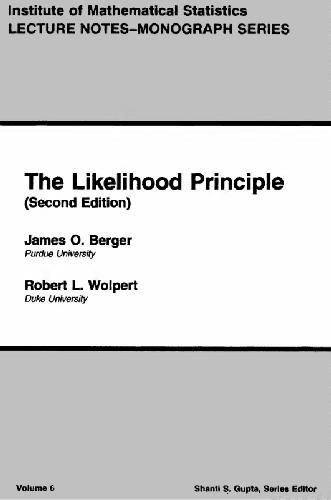 Institute of Mathematical Statistics
LECTURE NOTES–MONOGRAPH SERIES
The Likelihood Principle
(Second Edition)
James O. Berger
Purdue University
Robert L. Wolpert
Duke University
Volume 6
Shanti S. Gupta, Series Editor